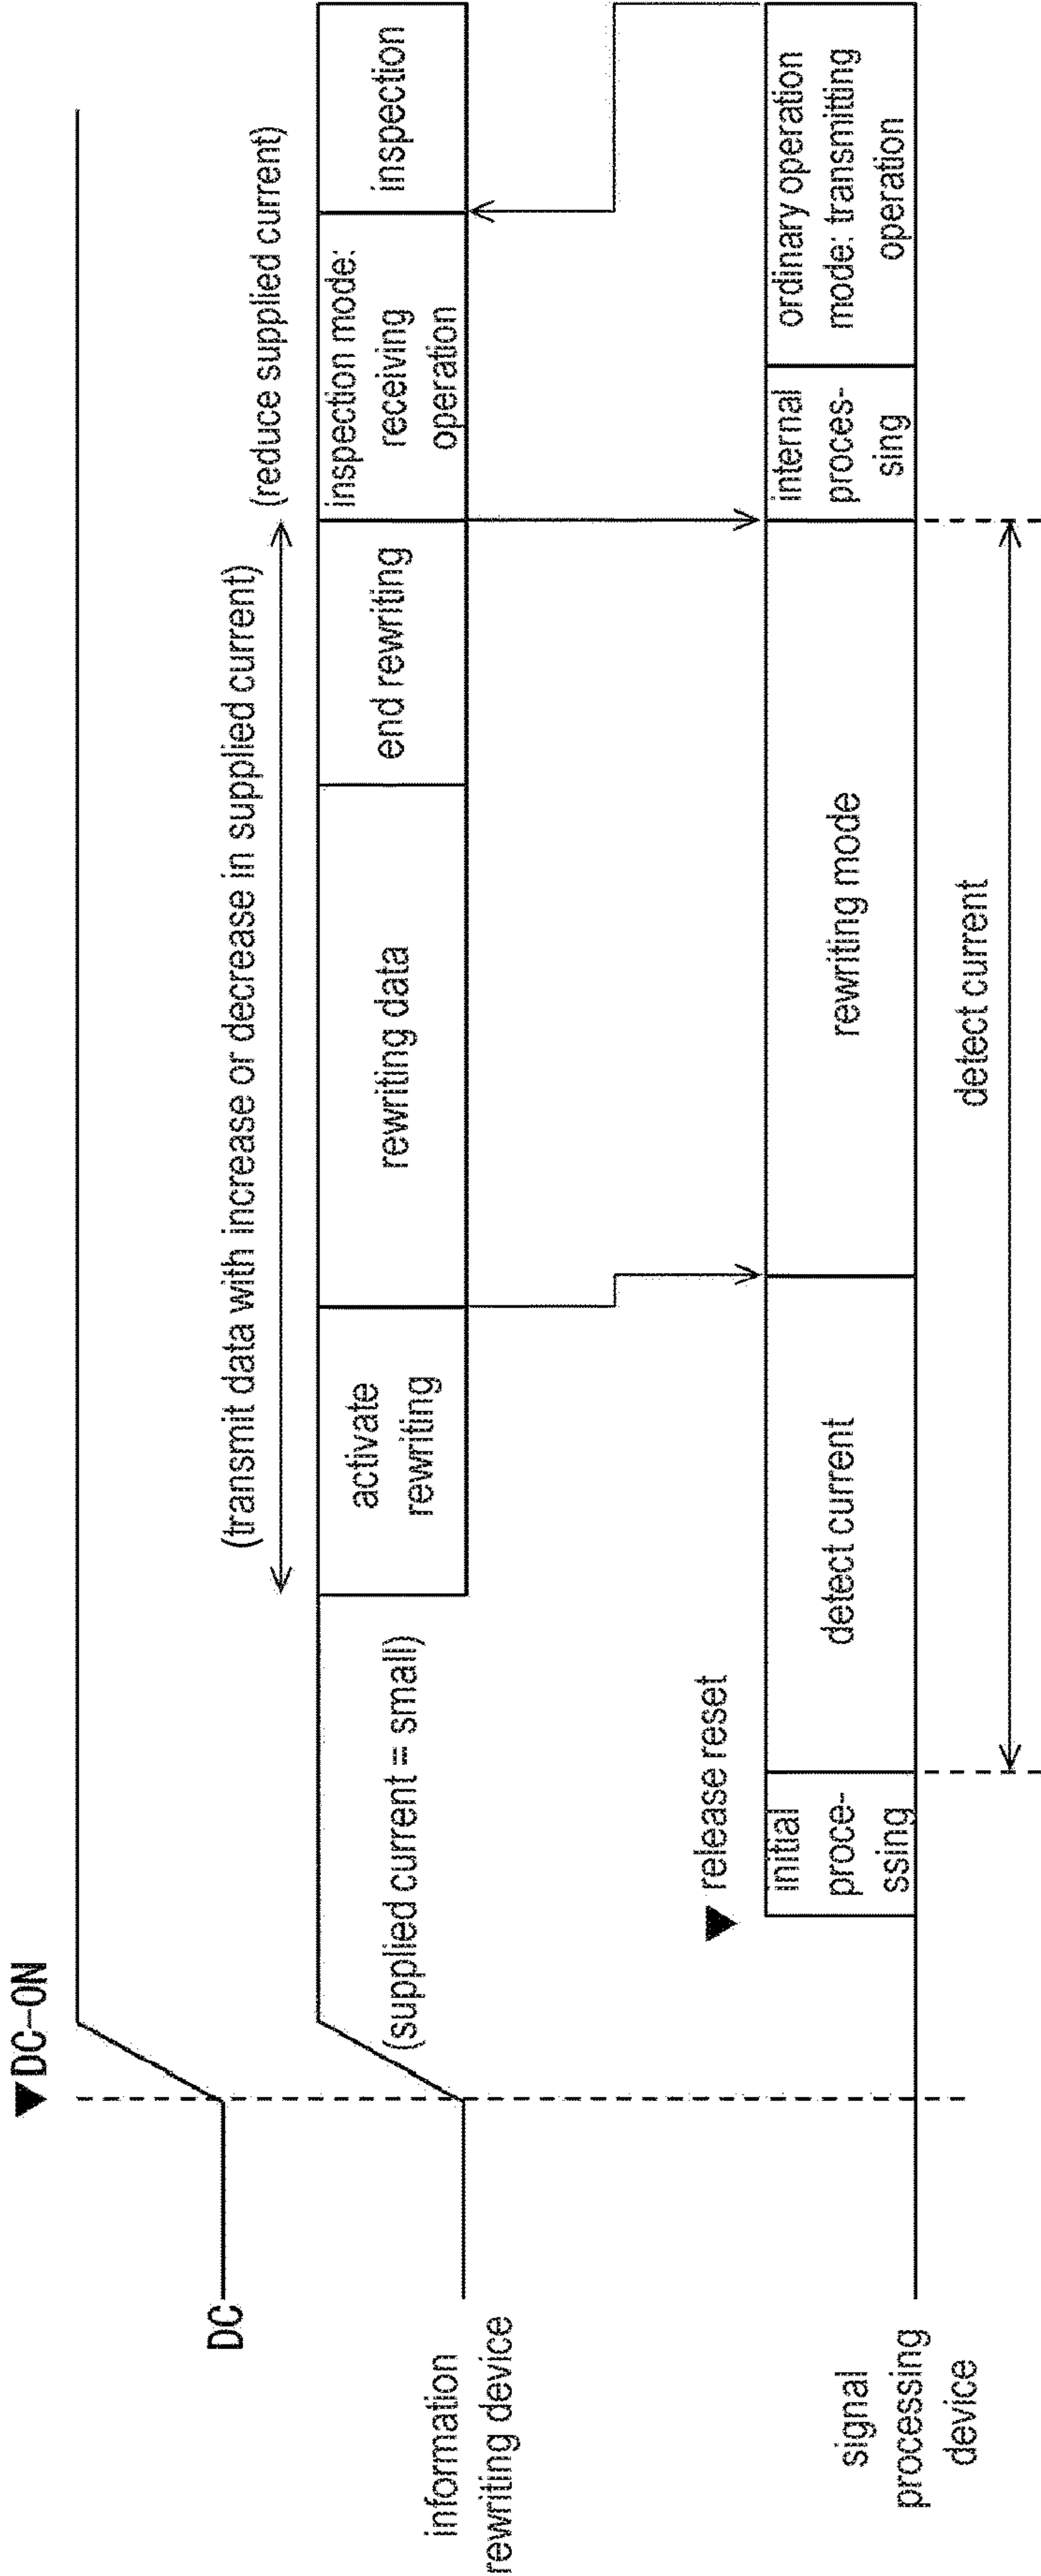 ▼DC-ON
DC
(transmit data with increase or decrease in supplied current)
(reduce supplied current)
information
rewriting device
(supplied current = small)
activate
rewriting
rewriting data
end rewriting
inspection mode:
receiving
operation
inspection
▼ release reset
signal
processing
device
initial
proce-
ssing
detect current
rewriting mode
internal
proces-
sing
ordinary operation
mode: transmitting
operation
detect current